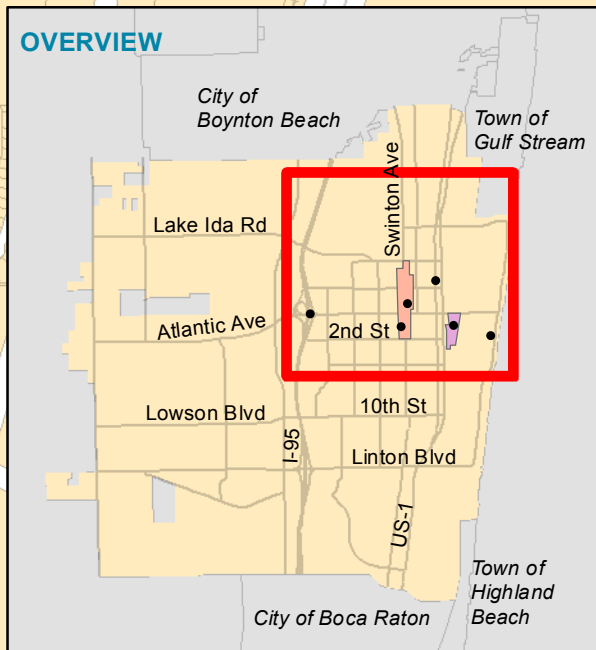 OVERVIEW
City of
Boynton Beach
Town of
Gulf Stream
Swinton Ave
Lake Ida Rd
Atlantic Ave
2nd St
Lowson Blvd
10th St
I-95
Linton Blvd
US-1
Town of
Highland
Beach
City of Boca Raton